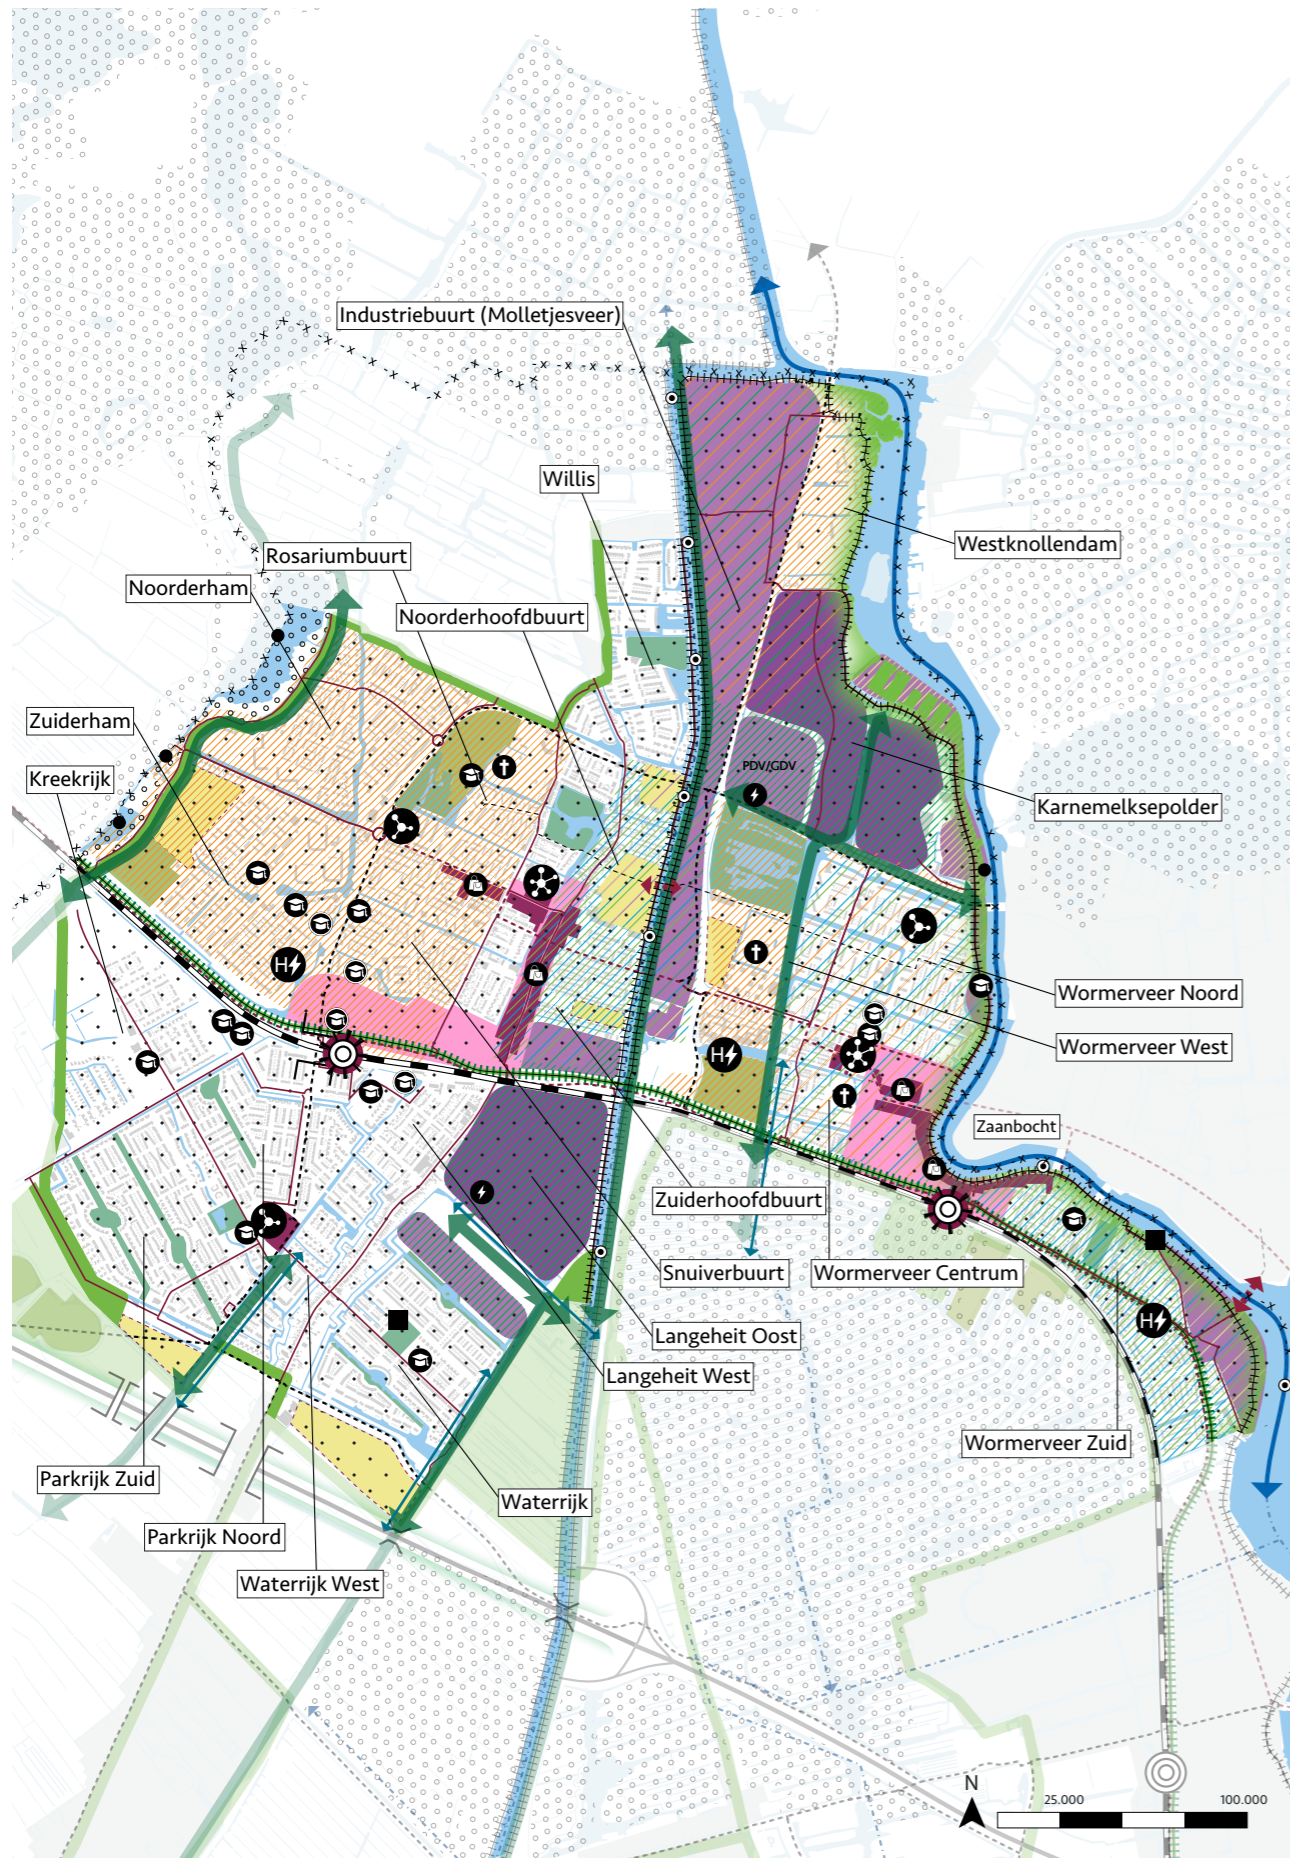 Industriebuurt (Molletjesveer)
Willis
Westknollendam
Rosariumbuurt
Noorderham
Noorderhoofdbuurt
Zuiderham
Kreekrijk
PDV/GDV
Karnemelksepolder
H
Wormerveer Noord
Wormerveer West
H
Zaanbocht
Zuiderhoofdbuurt
Snuiverbuurt
Wormerveer Centrum
H
Langeheit Oost
Langeheit West
Wormerveer Zuid
Parkrijk Zuid
Waterrijk
Parkrijk Noord
Waterrijk West
N
25.000
100.000